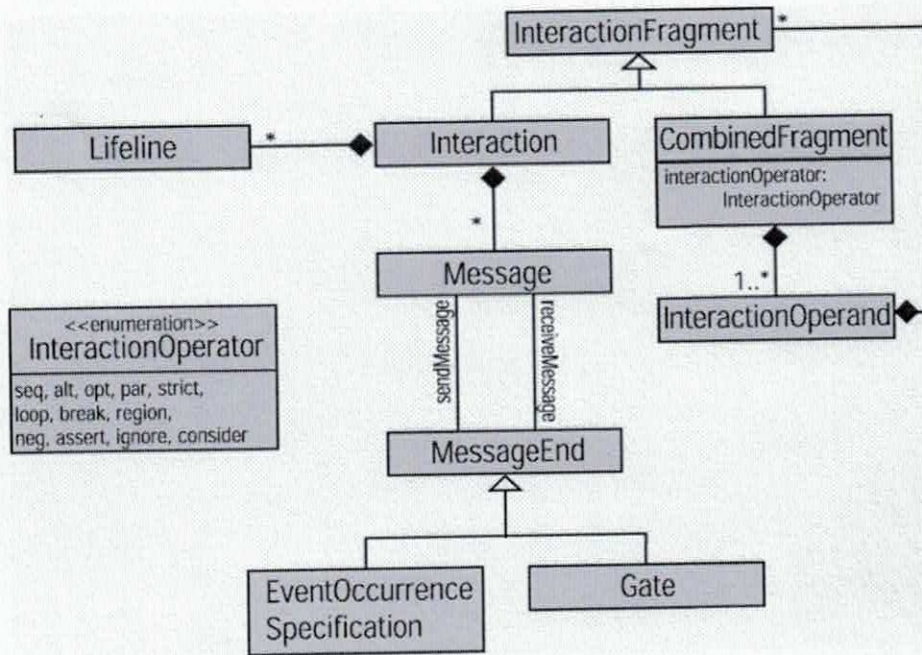 InteractionFragment
*
Lifeline
*
Interaction
CombinedFragment
interactionOperator:
InteractionOperator
*
Message
1..*
InteractionOperand
<<enumeration>>
InteractionOperator
seq, alt, opt, par, strict,
loop, break, region,
neg, assert, ignore, consider
sendMessage
receiveMessage
MessageEnd
EventOccurrence
Specification
Gate